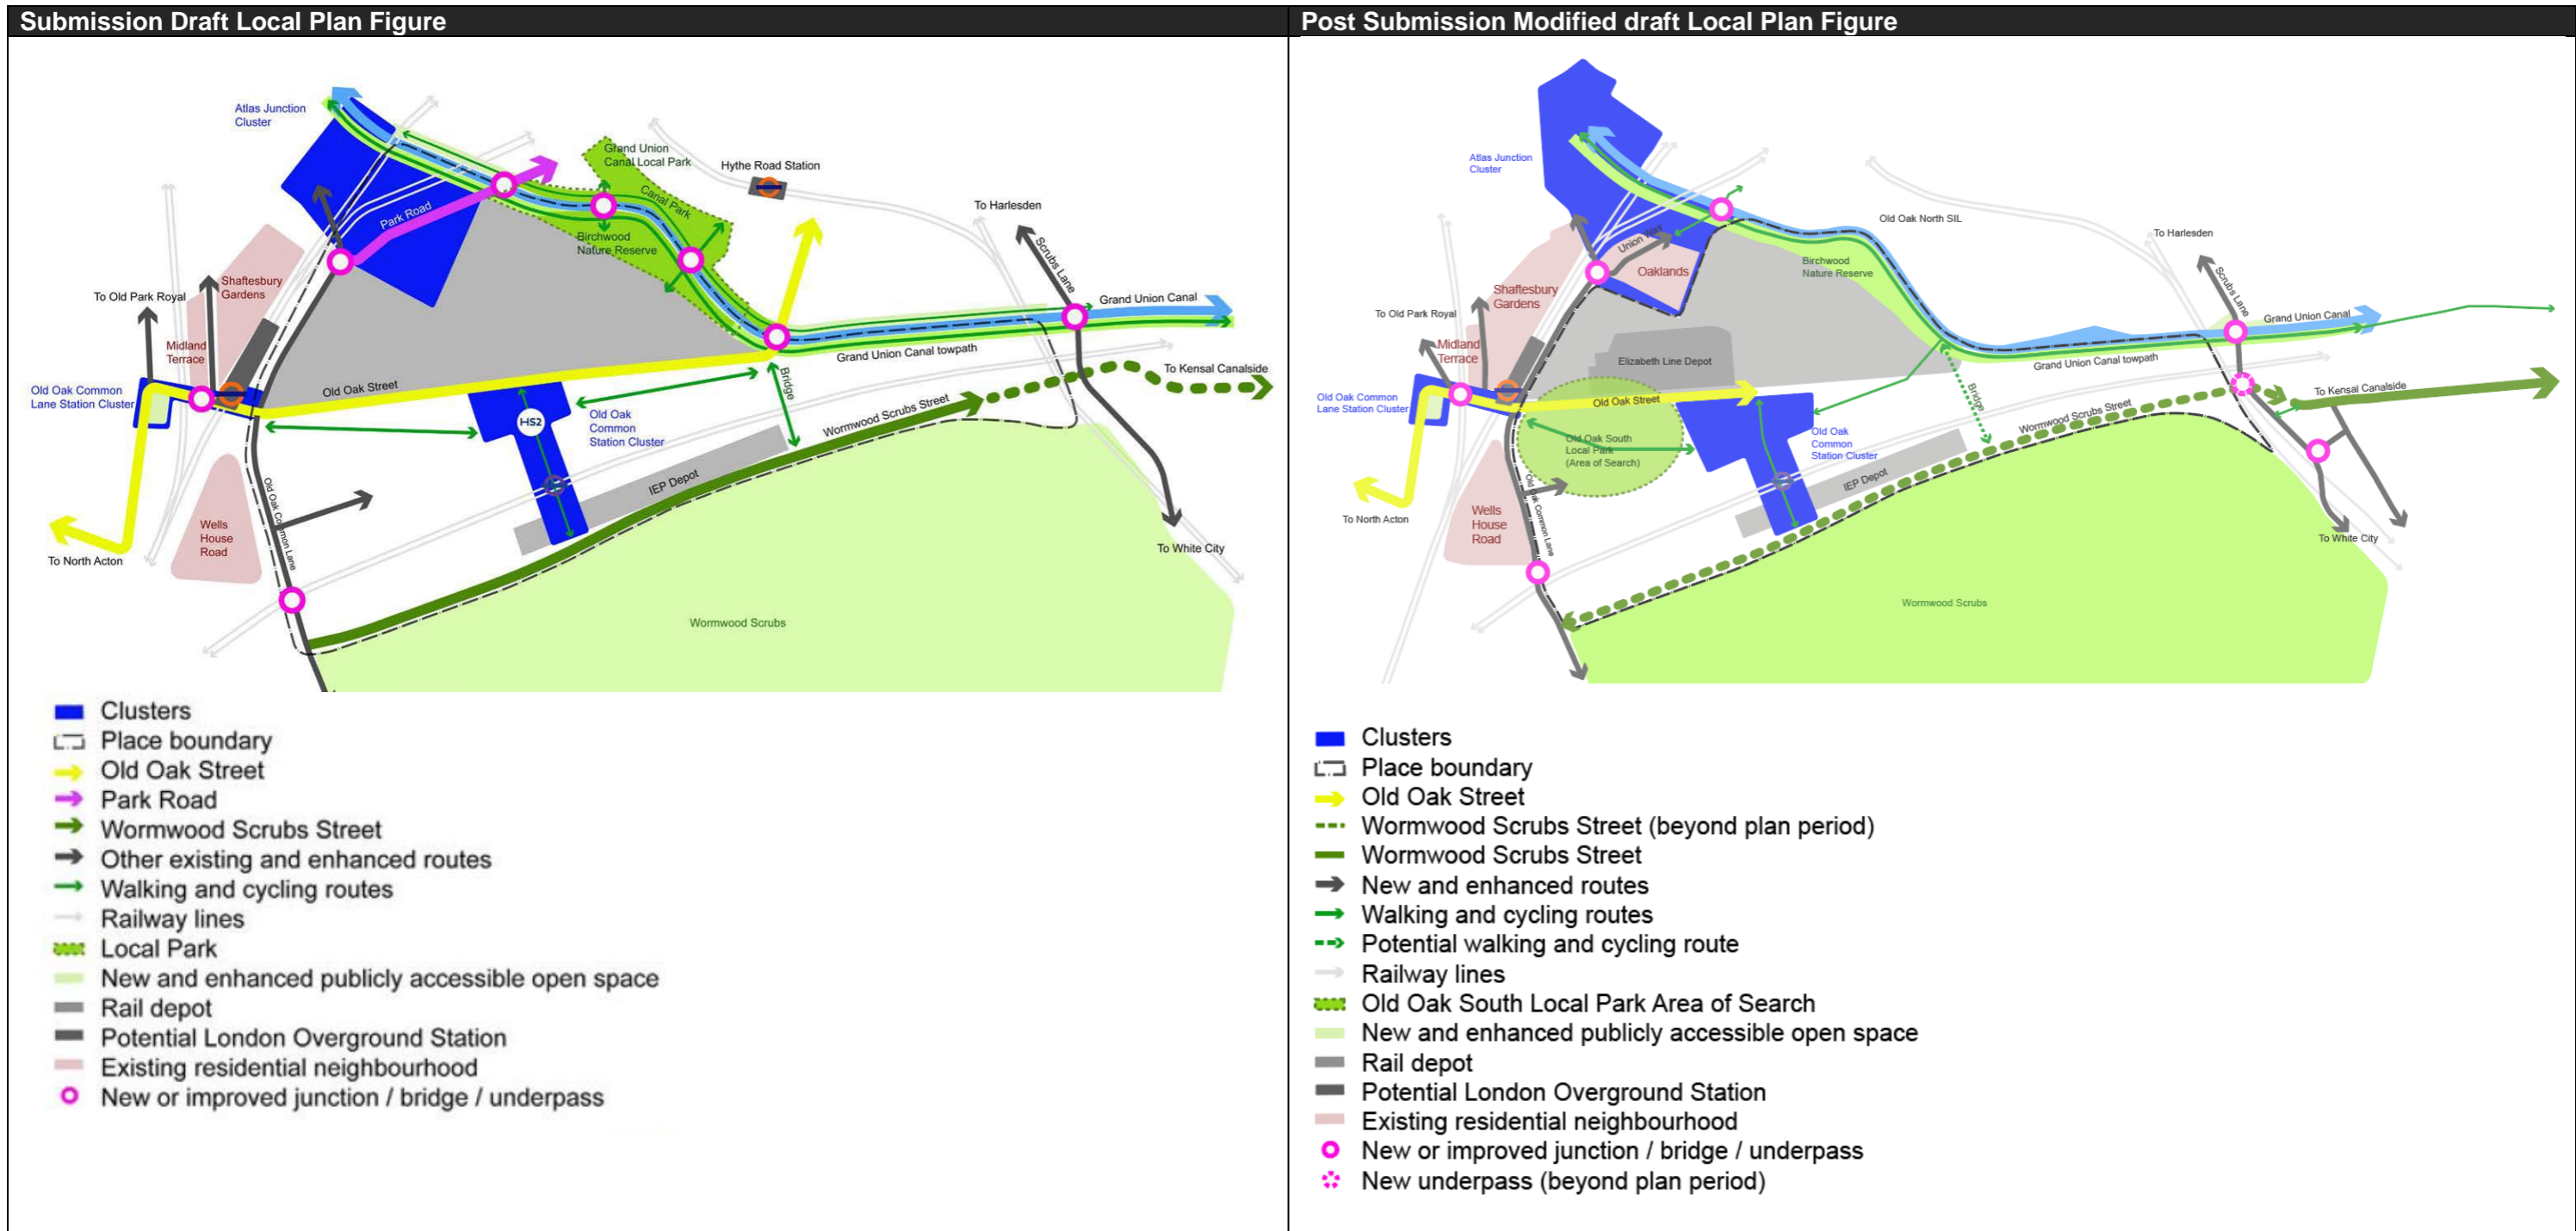 Submission Draft Local Plan Figure
Atlas Junction
Cluster
Grand Union
Canal Local Park
Hythe Road Station
Canal Park
To Harlesden
Park Road
Birchwood
Nature Reserve
Scrubs Lane
Shaftesbury
Gardens
To Old Park Royal
Grand Union Canal
Midland
Terrace
Grand Union Canal towpath
Old Oak Common
Lane Station Cluster
Old Oak Street
Bridge
To Kensal Canalside
HS2
Old Oak
Common
Station Cluster
Wormwood Scrubs Street
IEP Depot
Old Oak Common Lane
Wells
House
Road
To North Acton
To White City
Wormwood Scrubs
Clusters
Place boundary
Old Oak Street
Park Road
Wormwood Scrubs Street
Other existing and enhanced routes
Walking and cycling routes
Railway lines
Local Park
New and enhanced publicly accessible open space
Rail depot
Potential London Overground Station
Existing residential neighbourhood
New or improved junction / bridge / underpass
Post Submission Modified draft Local Plan Figure
Atlas Junction
Cluster
Old Oak North SIL
To Harlesden
Union Way
Oaklands
Birchwood
Nature Reserve
Scrubs Lane
Shaftesbury
Gardens
To Old Park Royal
Grand Union Canal
Midland
Terrace
Elizabeth Line Depot
Grand Union Canal towpath
Old Oak Common
Lane Station Cluster
Old Oak Street
Bridge
To Kensal Canalside
Wormwood Scrubs Street
Old Oak South
Local Park
(Area of Search)
Old Oak
Common
Station Cluster
IEP Depot
Old Oak Common Lane
Wells
House
Road
To North Acton
To White City
Wormwood Scrubs
Clusters
Place boundary
Old Oak Street
Wormwood Scrubs Street (beyond plan period)
Wormwood Scrubs Street
New and enhanced routes
Walking and cycling routes
Potential walking and cycling route
Railway lines
Old Oak South Local Park Area of Search
New and enhanced publicly accessible open space
Rail depot
Potential London Overground Station
Existing residential neighbourhood
New or improved junction / bridge / underpass
New underpass (beyond plan period)